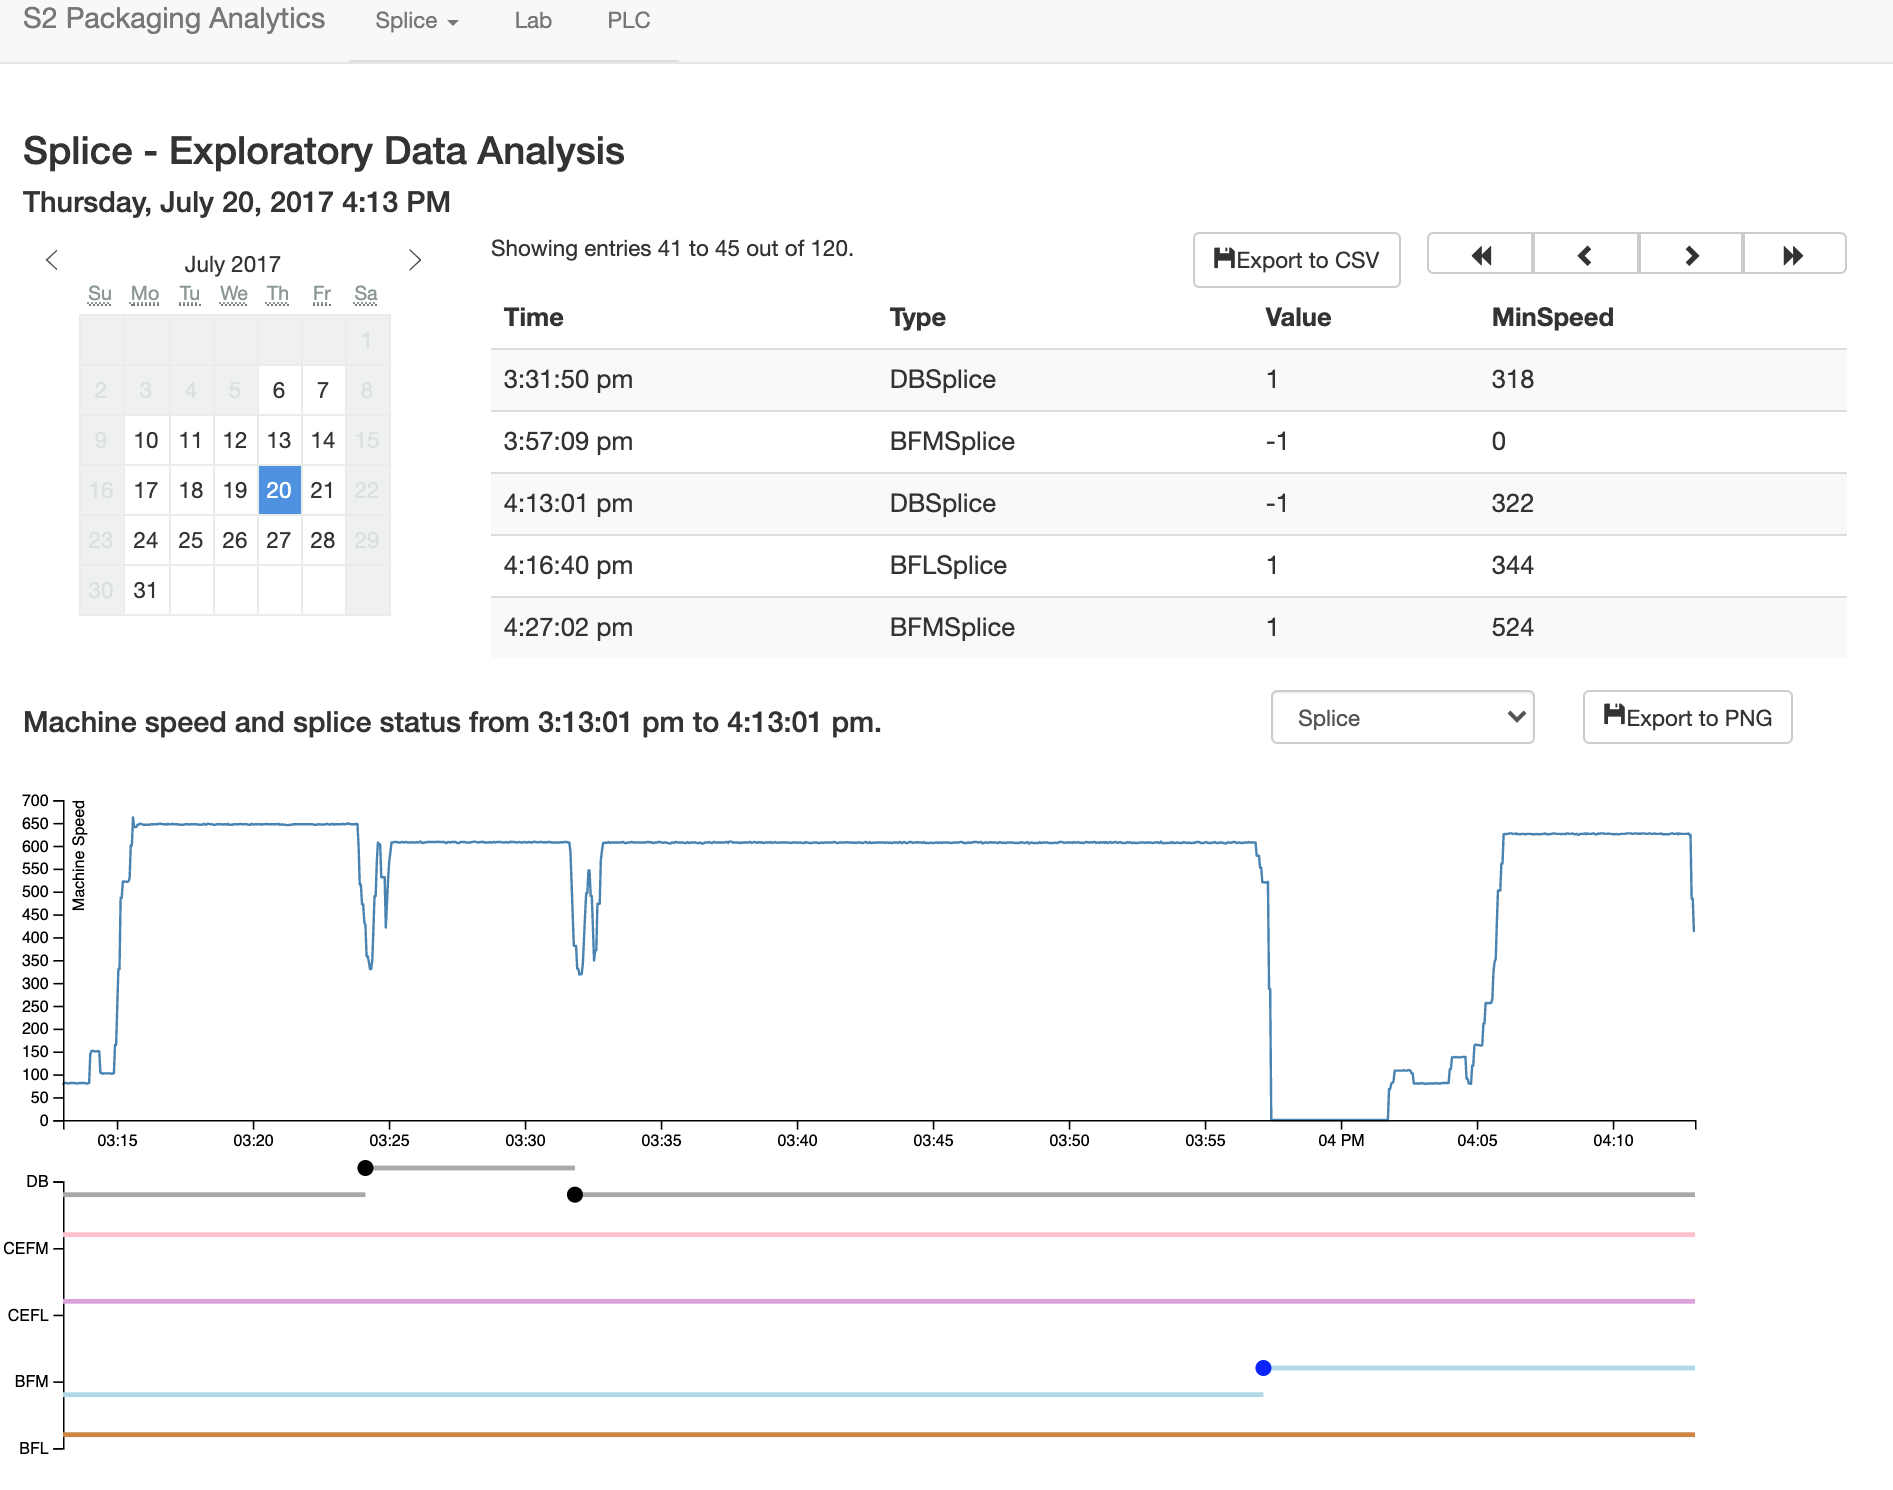 S2 Packaging Analytics Splice Lab PLC
Splice - Exploratory Data Analysis
Thursday, July 20, 2017 4:13 PM
July 2017
Su Mo Tu We Th Fr Sa
1
2 3 4 5 6 7 8
9 10 11 12 13 14 15
16 17 18 19 20 21 22
23 24 25 26 27 28 29
30 31
Showing entries 41 to 45 out of 120.
Export to CSV
Time Type Value MinSpeed
3:31:50 pm DBSplice 1 318
3:57:09 pm BFMSplice -1 0
4:13:01 pm DBSplice -1 322
4:16:40 pm BFLSplice 1 344
4:27:02 pm BFMSplice 1 524
Machine speed and splice status from 3:13:01 pm to 4:13:01 pm.
Splice
Export to PNG
Machine Speed
700
650
600
550
500
450
400
350
300
250
200
150
100
50
0
03:15 03:20 03:25 03:30 03:35 03:40 03:45 03:50 03:55 04 PM 04:05 04:10
DB
CEFM
CEFL
BFM
BFL